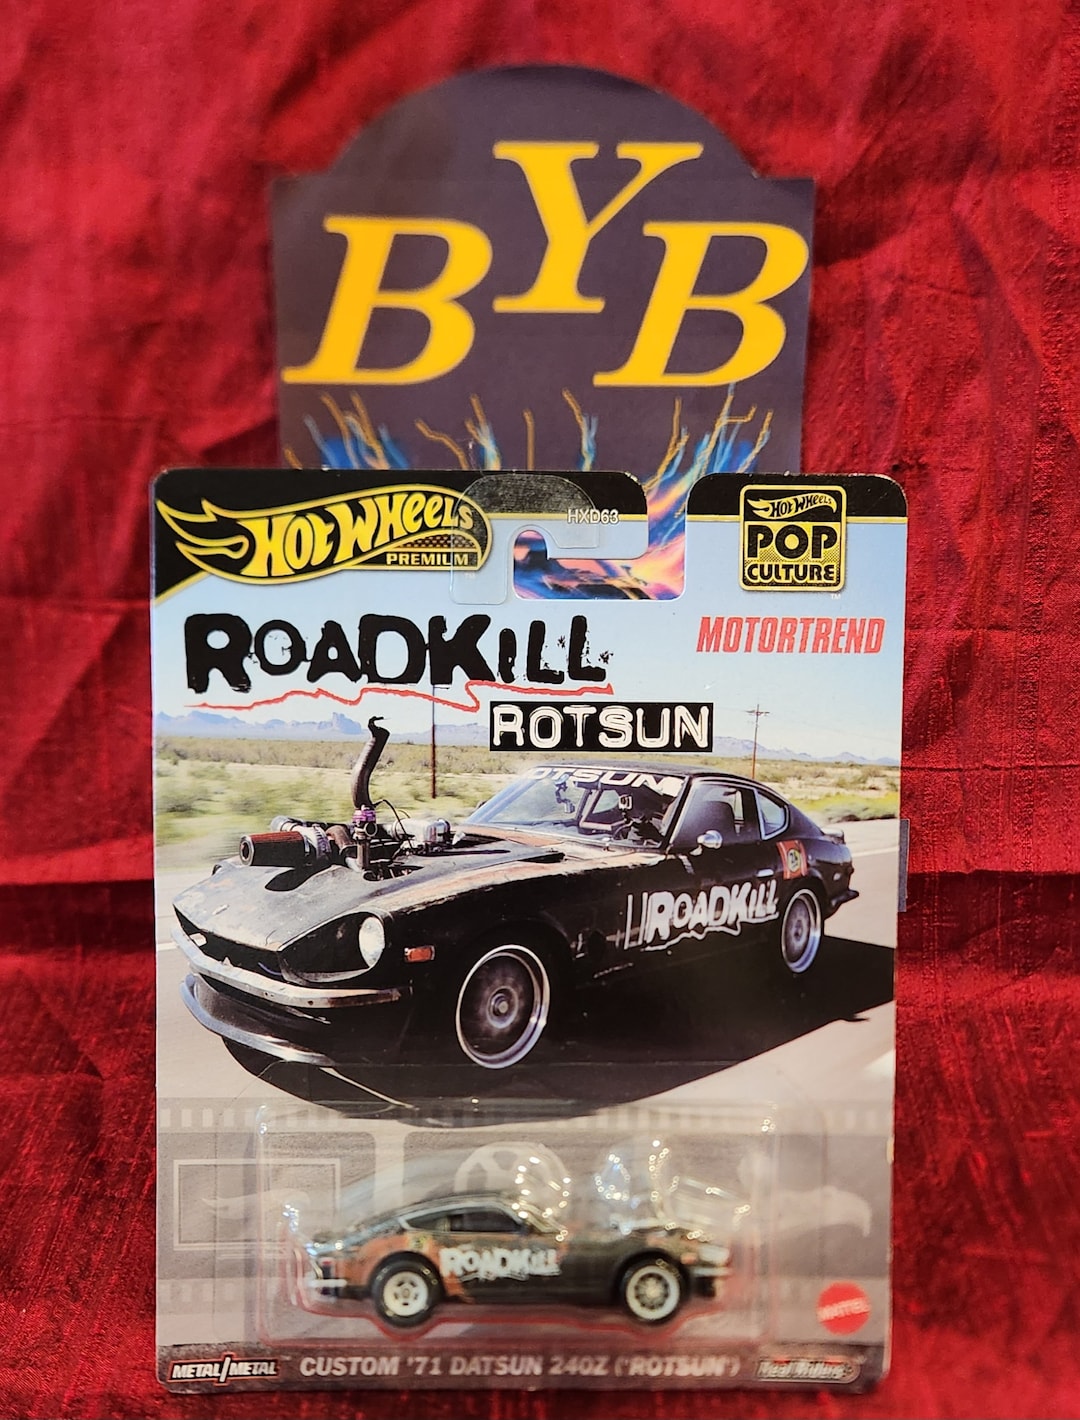 BYB
HOT WHEELS
PREMIUM
HXD63
HOT WHEELS
POP
CULTURE
TM
ROADKILL
MOTORTREND
ROTSUN
ROADKILL
ROADKILL
MATTEL
METAL/METAL
CUSTOM '71 DATSUN 240Z ('ROTSUN')
Real Riders